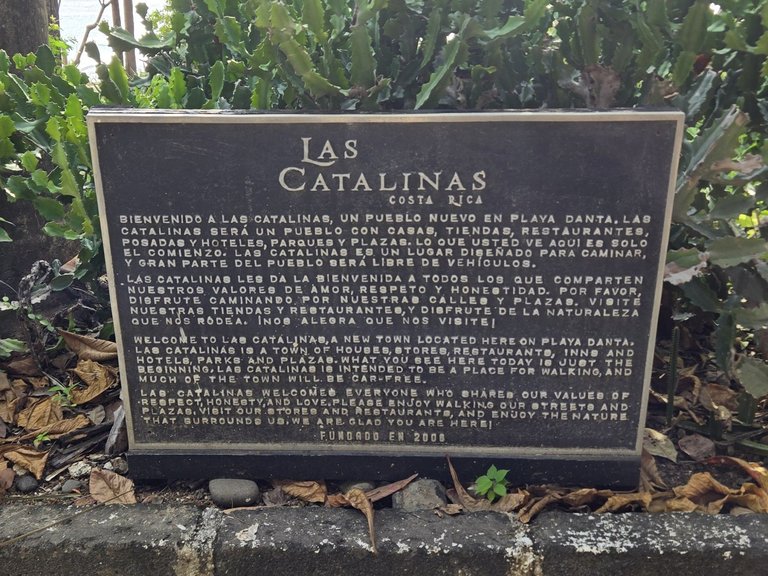 LAS
CATALINAS
COSTA RICA
BIENVENIDO A LAS CATALINAS, UN PUEBLO NUEVO EN PLAYA DANTA. LAS
CATALINAS SERÁ UN PUEBLO CON CASAS, TIENDAS, RESTAURANTES,
POSADAS Y HOTELES, PARQUES Y PLAZAS. LO QUE USTED VE AQUÍ ES SOLO
EL COMIENZO. LAS CATALINAS ES UN LUGAR DISEÑADO PARA CAMINAR,
Y GRAN PARTE EL PUEBLO SERÁ LIBRE DE VEHÍCULOS.
LAS CATALINAS LES DA LA BIENVENIDA A TODOS LOS QUE COMPARTEN
NUESTROS VALORES DE AMOR, RESPETO Y HONESTIDAD. POR FAVOR,
DISFRUTE CAMINANDO POR NUESTRAS CALLES Y PLAZAS. VISITE
NUESTRAS TIENDAS Y RESTAURANTES, Y DISFRUTE DE LA NATURALEZA
QUE NOS RODEA. ¡NOS ALEGRA QUE NOS VISITE!
WELCOME TO LAS CATALINAS, A NEW TOWN LOCATED HERE ON PLAYA DANTA.
LAS CATALINAS IS A TOWN OF HOUSES, STORES, RESTAURANTS, INNS AND
HOTELS, PARKS AND PLAZAS. WHAT YOU SEE HERE TODAY IS JUST THE
BEGINNING. LAS CATALINAS IS INTENDED TO BE A PLACE FOR WALKING, AND
MUCH OF THE TOWN WILL BE CAR-FREE.
LAS CATALINAS WELCOMES EVERYONE WHO SHARES OUR VALUES OF
RESPECT, HONESTY, AND LOVE. PLEASE ENJOY WALKING OUR STREETS AND
PLAZAS, VISIT OUR STORES AND RESTAURANTS, AND ENJOY THE NATURE
THAT SURROUNDS US. WE ARE GLAD YOU ARE HERE!
FUNDADO EN 2008